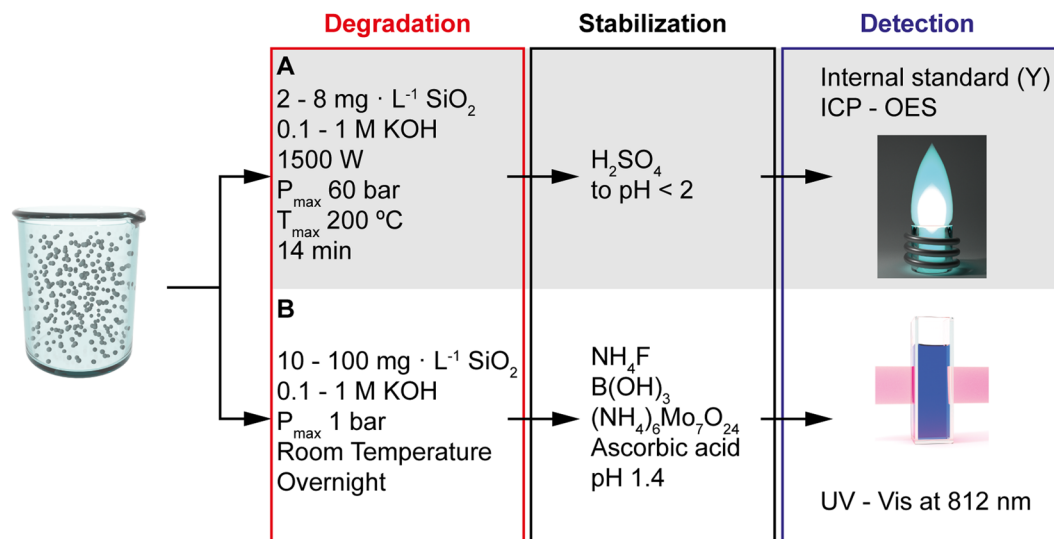 Degradation
Stabilization
Detection
A
2 - 8 mg · L⁻¹ SiO₂
0.1 - 1 M KOH
1500 W
Pₘₐₓ 60 bar
Tₘₐₓ 200 ºC
14 min
H₂SO₄
to pH < 2
Internal standard (Y)
ICP - OES
B
10 - 100 mg · L⁻¹ SiO₂
0.1 - 1 M KOH
Pₘₐₓ 1 bar
Room Temperature
Overnight
NH₄F
B(OH)₃
(NH₄)₆Mo₇O₂₄
Ascorbic acid
pH 1.4
UV - Vis at 812 nm